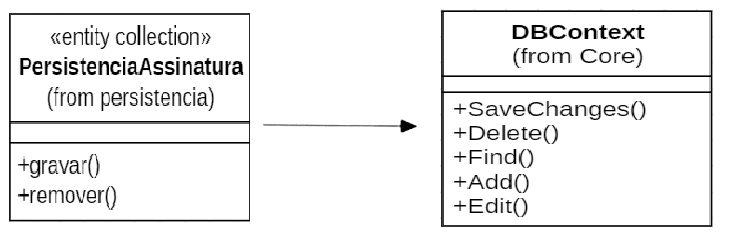 «entity collection»
PersistenciaAssinatura
(from persistencia)
+gravar()
+remover()
DBContext
(from Core)
+SaveChanges()
+Delete()
+Find()
+Add()
+Edit()